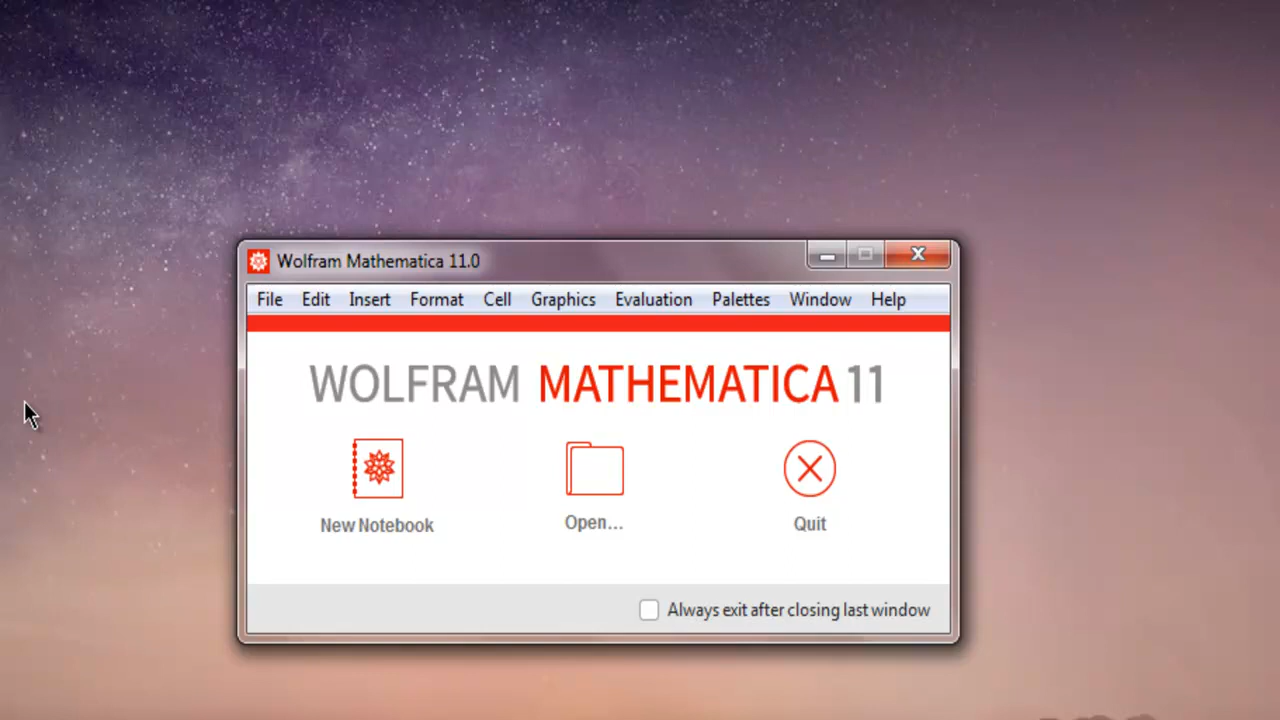 Wolfram Mathematica 11.0
File Edit Insert Format Cell Graphics Evaluation Palettes Window Help
WOLFRAM MATHEMATICA 11
New Notebook Open... Quit
Always exit after closing last window